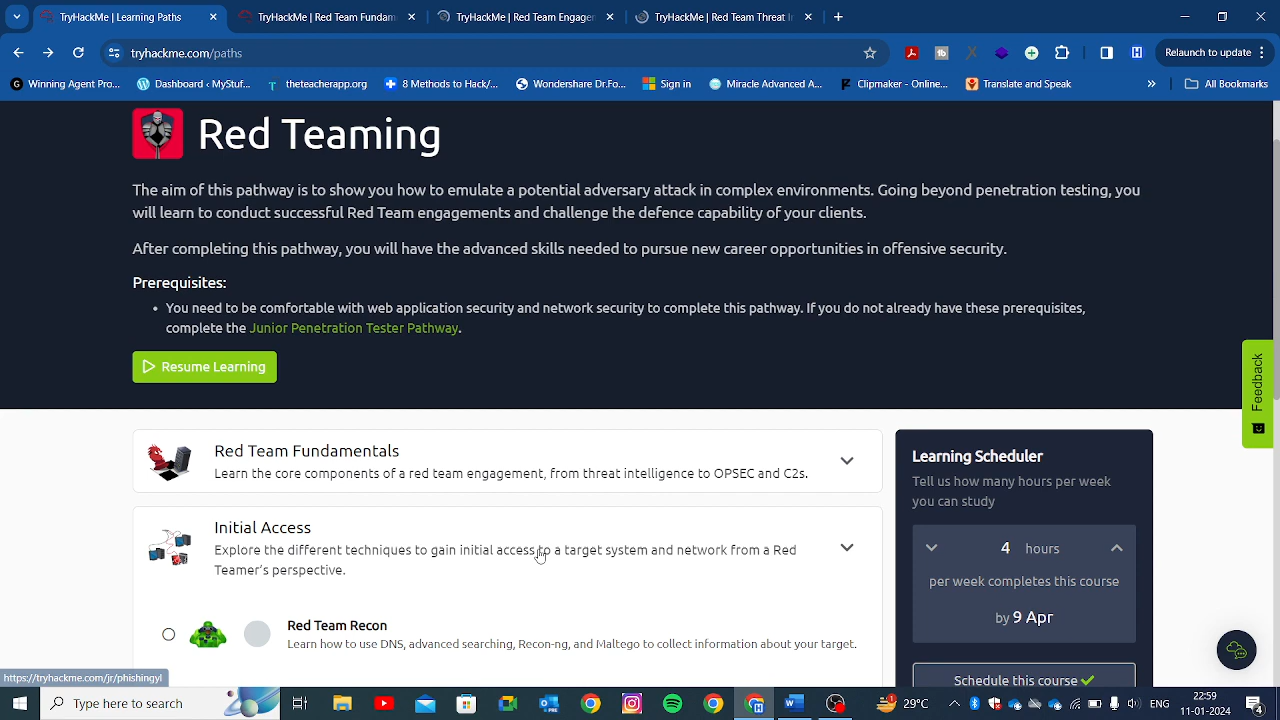 TryHackMe | Learning Paths
TryHackMe | Red Team Fundam
TryHackMe | Red Team Engager
TryHackMe | Red Team Threat In
tryhackme.com/paths
Relaunch to update
Winning Agent Pro...
Dashboard ‹ MyStuf...
theteacherapp.org
8 Methods to Hack/...
Wondershare Dr.Fo...
Sign in
Miracle Advanced A...
Clipmaker - Online...
Translate and Speak
All Bookmarks
Red Teaming
The aim of this pathway is to show you how to emulate a potential adversary attack in complex environments. Going beyond penetration testing, you
will learn to conduct successful Red Team engagements and challenge the defence capability of your clients.
After completing this pathway, you will have the advanced skills needed to pursue new career opportunities in offensive security.
Prerequisites:
• You need to be comfortable with web application security and network security to complete this pathway. If you do not already have these prerequisites,
complete the Junior Penetration Tester Pathway.
Resume Learning
Feedback
Red Team Fundamentals
Learn the core components of a red team engagement, from threat intelligence to OPSEC and C2s.
Initial Access
Explore the different techniques to gain initial access to a target system and network from a Red
Teamer's perspective.
Red Team Recon
Learn how to use DNS, advanced searching, Recon-ng, and Maltego to collect information about your target.
Learning Scheduler
Tell us how many hours per week
you can study
4 hours
per week completes this course
by 9 Apr
Schedule this course
https://tryhackme.com/jr/phishingyl
Type here to search
29°C
ENG
22:59
11-01-2024